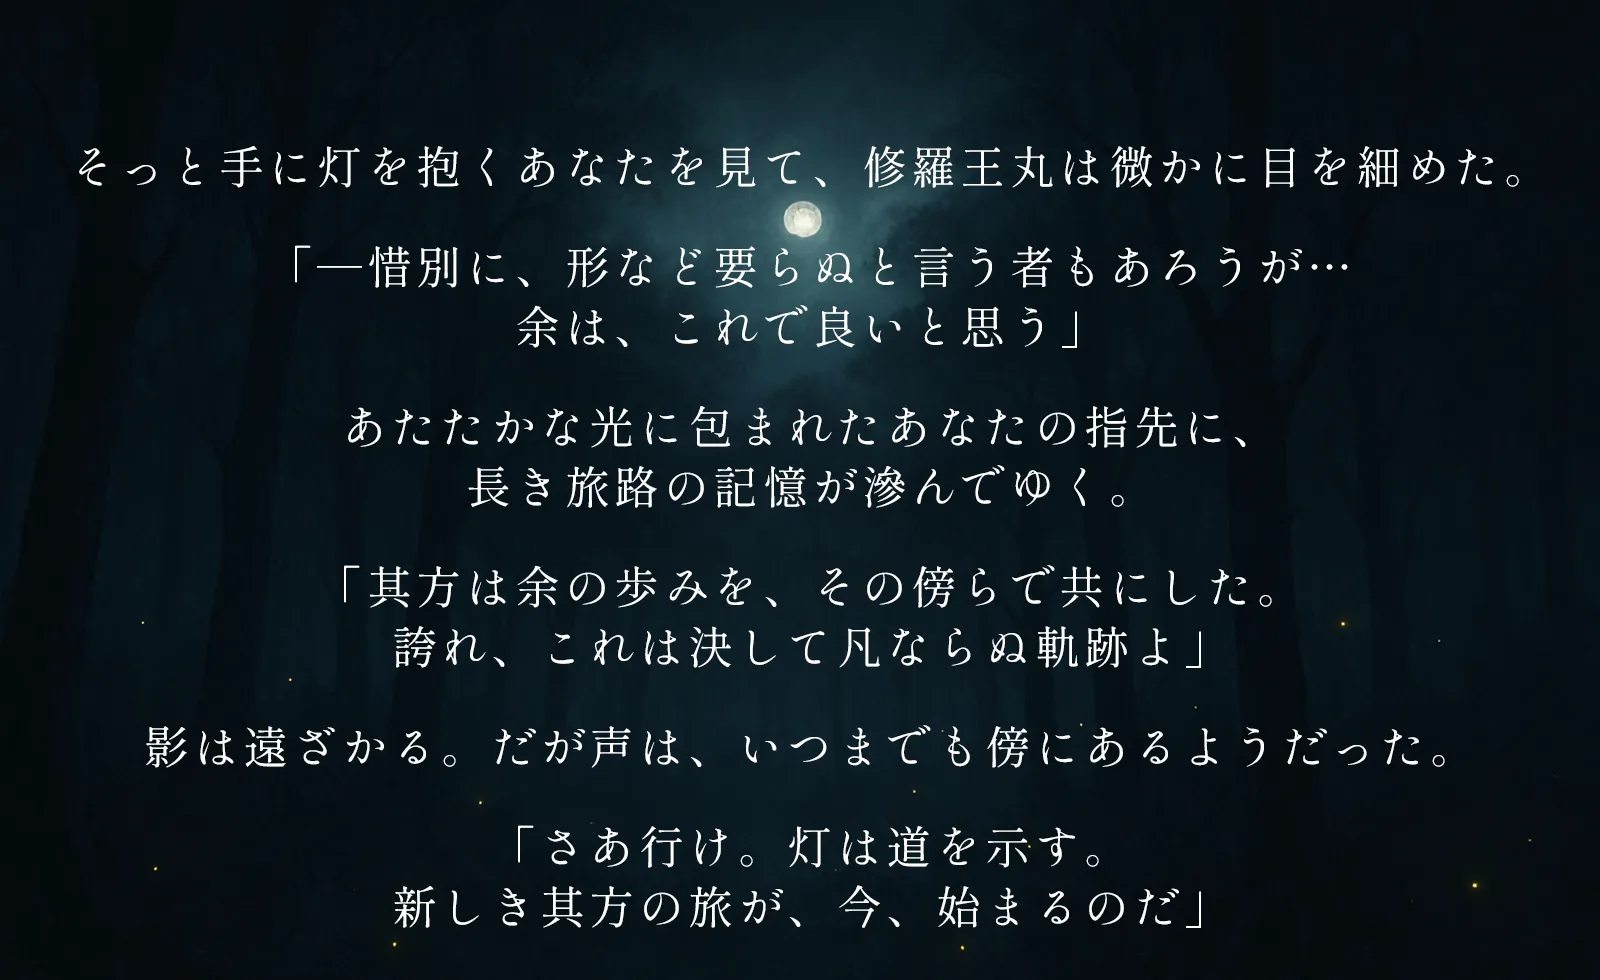 そっと手に灯を抱くあなたを見て、修羅王丸は微かに目を細めた。
「―惜別に、形など要らぬと言う者もあろうが…
余は、これで良いと思う」
あたたかな光に包まれたあなたの指先に、
長き旅路の記憶が滲んでゆく。
「其方は余の歩みを、その傍らで共にした。
誇れ、これは決して凡ならぬ軌跡よ」
影は遠ざかる。だが声は、いつまでも傍にあるようだった。
「さあ行け。灯は道を示す。
新しき其方の旅が、今、始まるのだ」